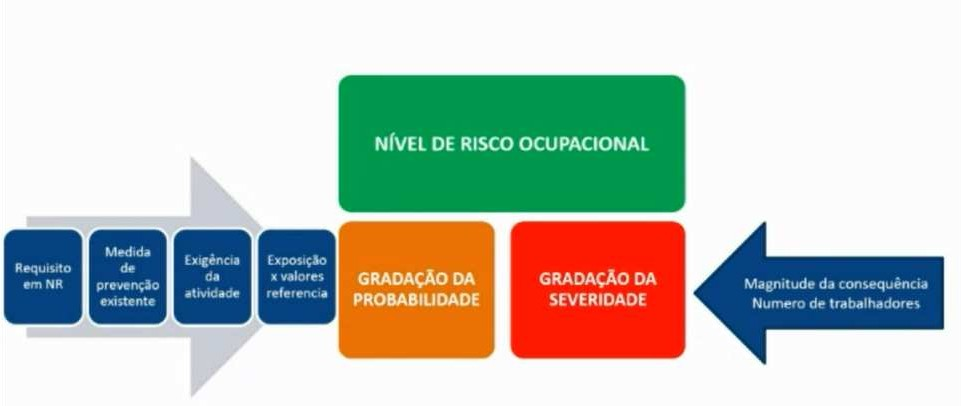 NÍVEL DE RISCO OCUPACIONAL
Requisito
em NR
Medida
de
prevenção
existente
Exigência
da
atividade
Exposição
x valores
referencia
GRADAÇÃO DA
PROBABILIDADE
GRADAÇÃO DA
SEVERIDADE
Magnitude da consequência
Numero de trabalhadores